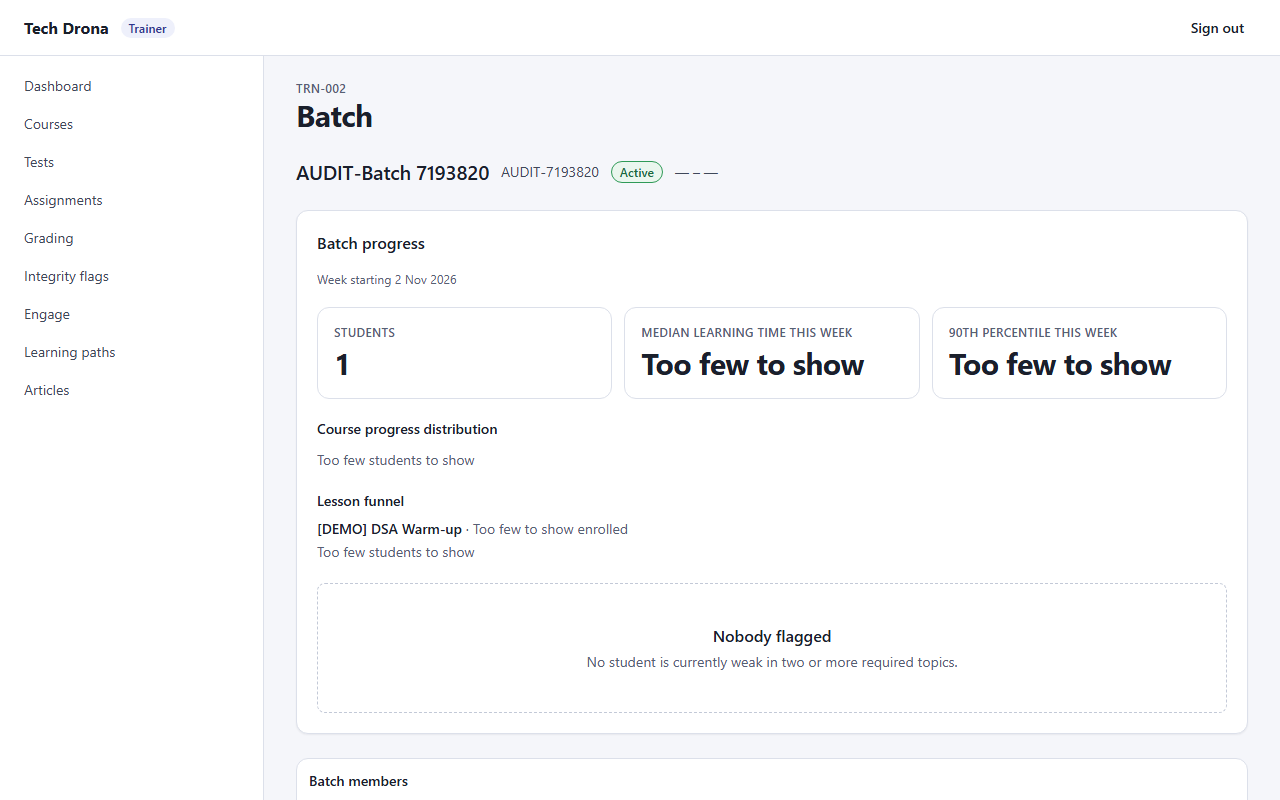 Tech Drona Trainer Sign out
Dashboard
Courses
Tests
Assignments
Grading
Integrity flags
Engage
Learning paths
Articles
TRN-002
Batch
AUDIT-Batch 7193820 AUDIT-7193820 Active — – —
Batch progress
Week starting 2 Nov 2026
STUDENTS
1
MEDIAN LEARNING TIME THIS WEEK
Too few to show
90TH PERCENTILE THIS WEEK
Too few to show
Course progress distribution
Too few students to show
Lesson funnel
[DEMO] DSA Warm-up · Too few to show enrolled
Too few students to show
Nobody flagged
No student is currently weak in two or more required topics.
Batch members